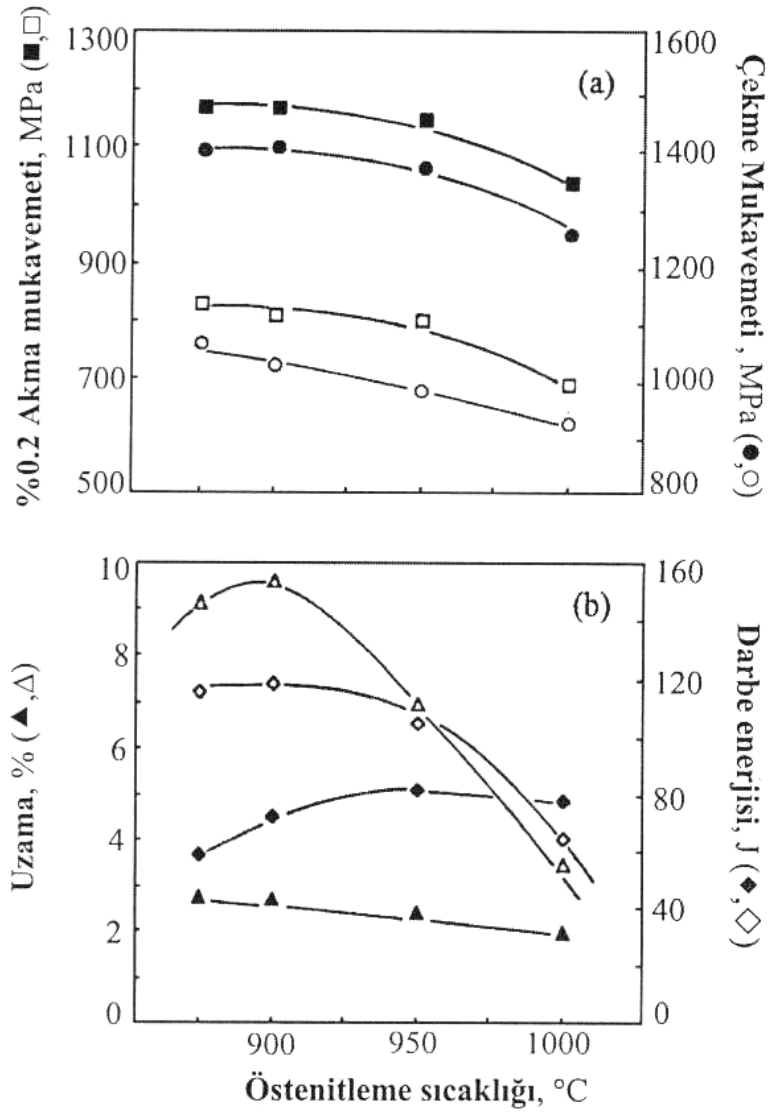 %0.2 Akma mukavemeti, MPa (■,□)
1300
1100
900
700
500
(a)
1600
1400
1200
1000
800
Çekme Mukavemeti , MPa (●,○)
Uzama, % (▲,Δ)
10
8
6
4
2
0
(b)
160
120
80
40
0
Darbe enerjisi, J (◆,◇)
900 950 1000
Östenitleme sıcaklığı, °C